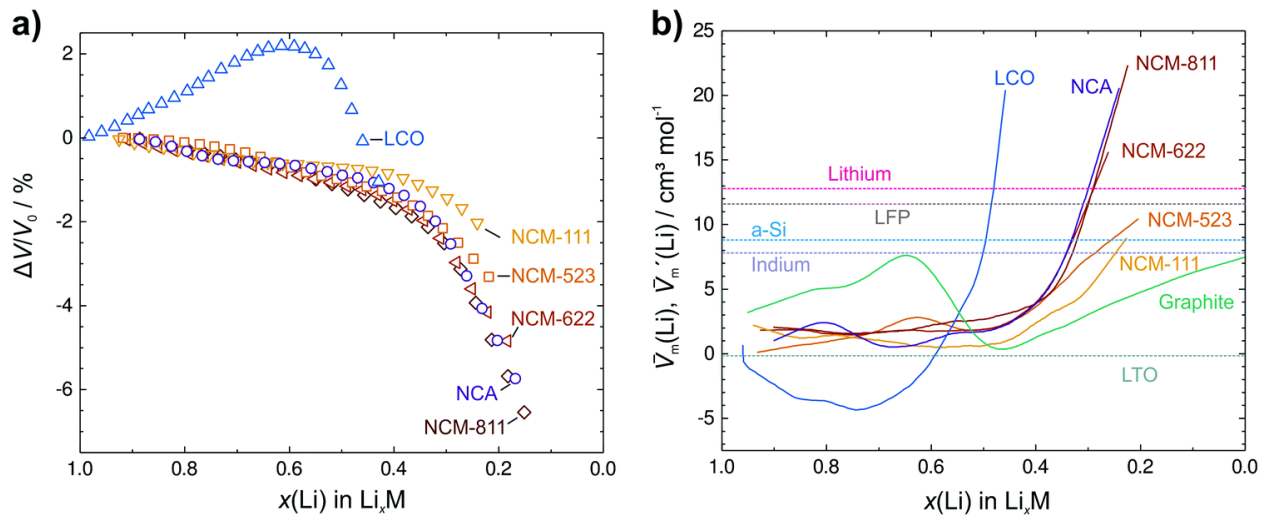 a)
ΔV/V₀ / %
2
0
-2
-4
-6
LCO
NCM-111
NCM-523
NCM-622
NCA
NCM-811
1.0 0.8 0.6 0.4 0.2 0.0
x(Li) in LiₓM
b)
V̄ₘ(Li), V̄ₘ´(Li) / cm³ mol⁻¹
25
20
15
10
5
0
-5
LCO
NCA
NCM-811
NCM-622
Lithium
LFP
NCM-523
a-Si
Indium
NCM-111
Graphite
LTO
1.0 0.8 0.6 0.4 0.2 0.0
x(Li) in LiₓM